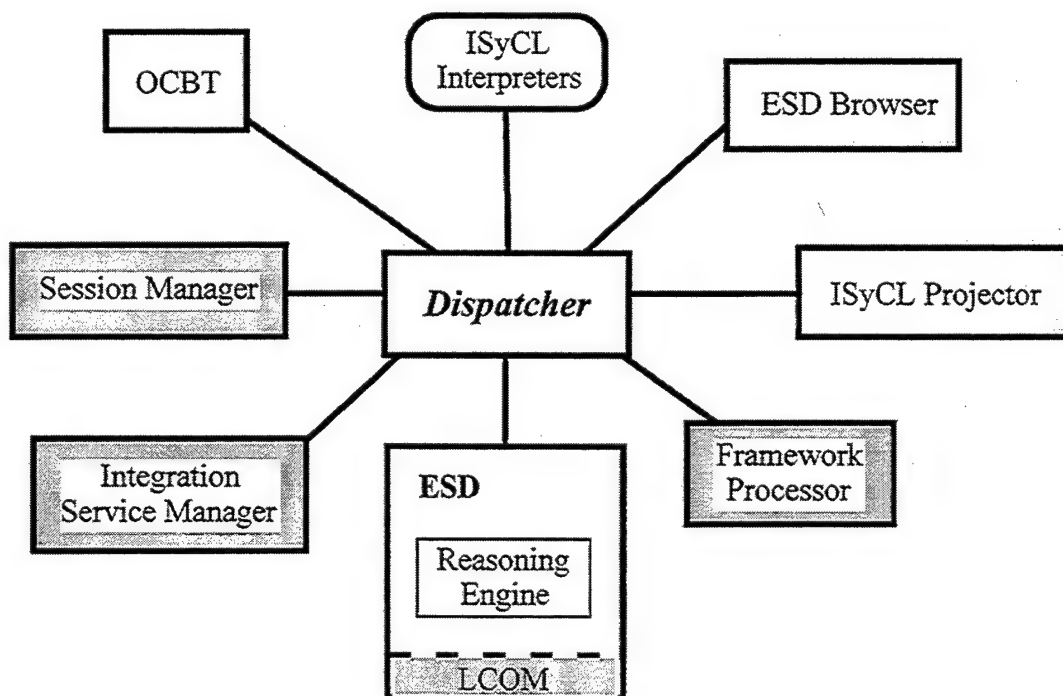 OCBT
ISyCL
Interpreters
ESD Browser
Session Manager
Dispatcher
ISyCL Projector
Integration
Service Manager
ESD
Reasoning
Engine
LCOM
Framework
Processor